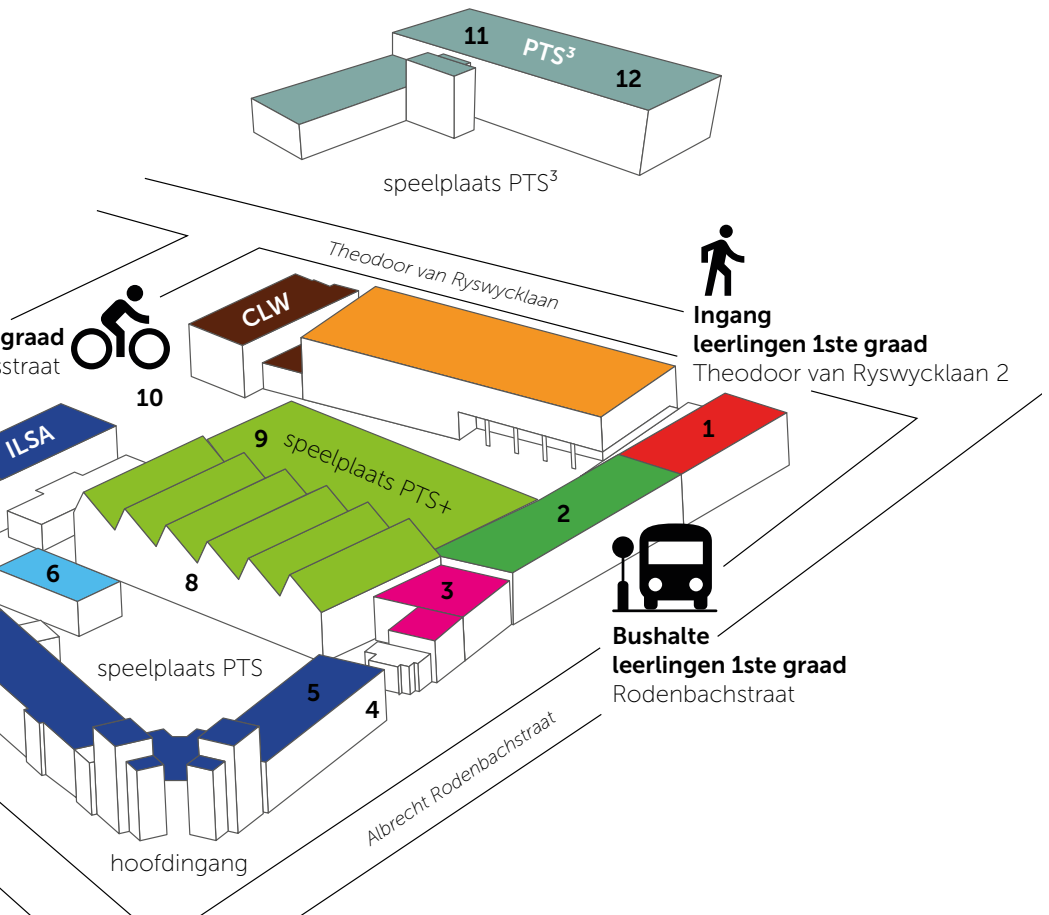 11
PTS³
12
speelplaats PTS³
Theodoor van Ryswycklaan
Ingang
leerlingen 1ste graad
Theodoor van Ryswycklaan 2
graad
sstraat
CLW
10
ILSA
1
9
speelplaats PTS+
2
6
8
3
Bushalte
leerlingen 1ste graad
Rodenbachstraat
speelplaats PTS
5
4
Albrecht Rodenbachstraat
hoofdingang